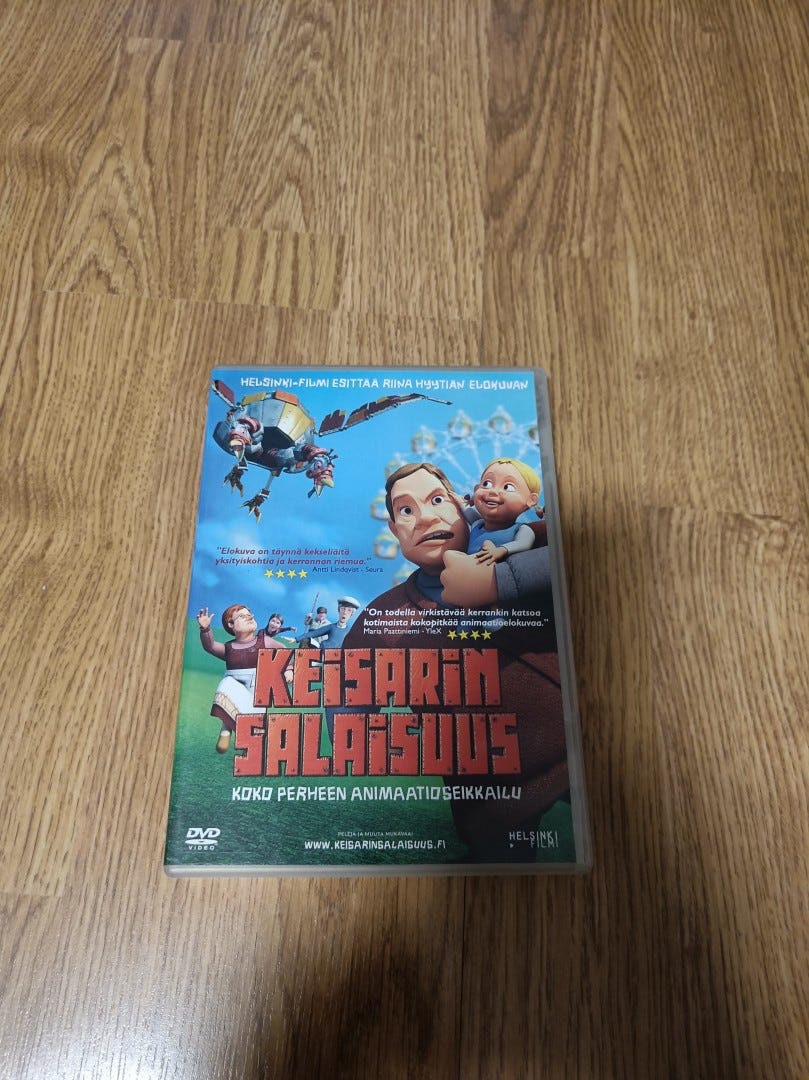 HELSINKI-FILMI ESITTÄÄ RIINA HYYTIÄN ELOKUVAN
"Elokuva on täynnä kekseliäitä
yksityiskohtia ja kerrannan riemua."
Antti Lindqvist - Seura
"On todella virkistävää kerrankin katsoa
kotimaista kokopitkää animaatioelokuvaa."
Maria Paattiniemi - YleX
KEISARIN
SALAISUUS
KOKO PERHEEN ANIMAATIOSEIKKAILU
DVD
VIDEO
PELEJÄ JA MUUTA MUKAVAA!
WWW.KEISARINSALAISUUS.FI
HELSINKI
FILMI